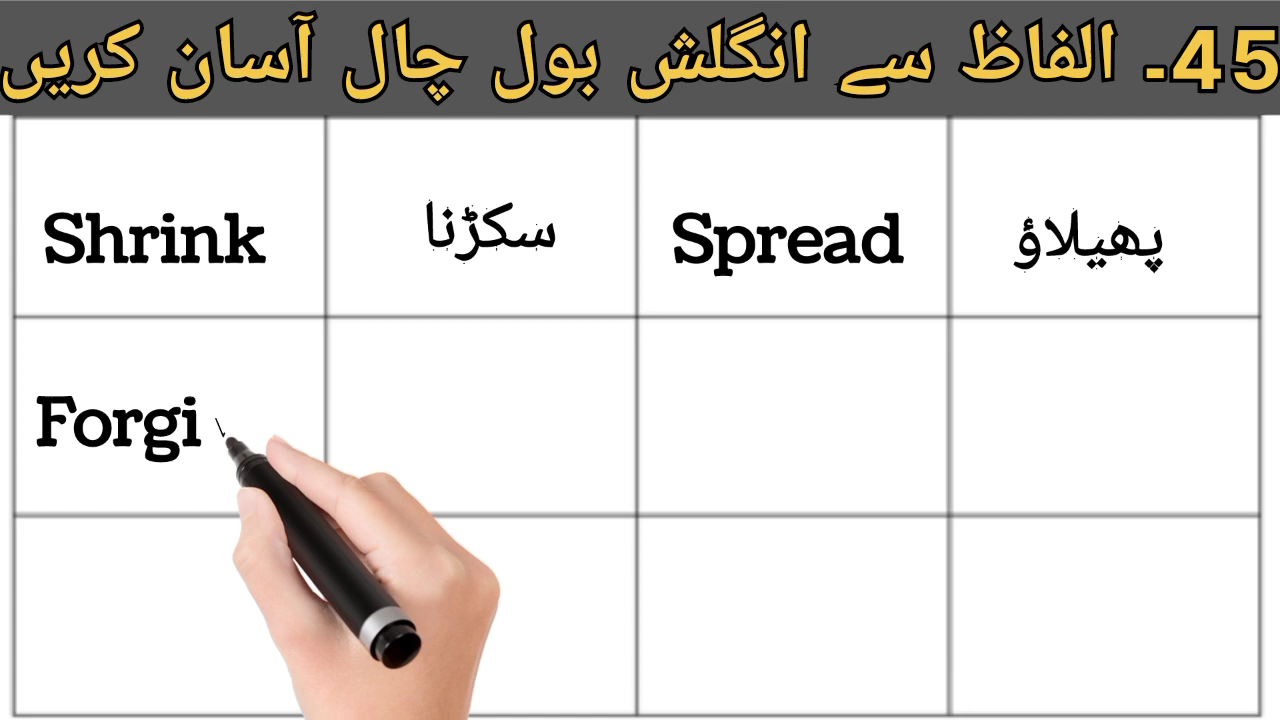 45۔ الفاظ سے انگلش بول چال آسان کریں
Shrink سکڑنا Spread پھیلاؤ
Forgi